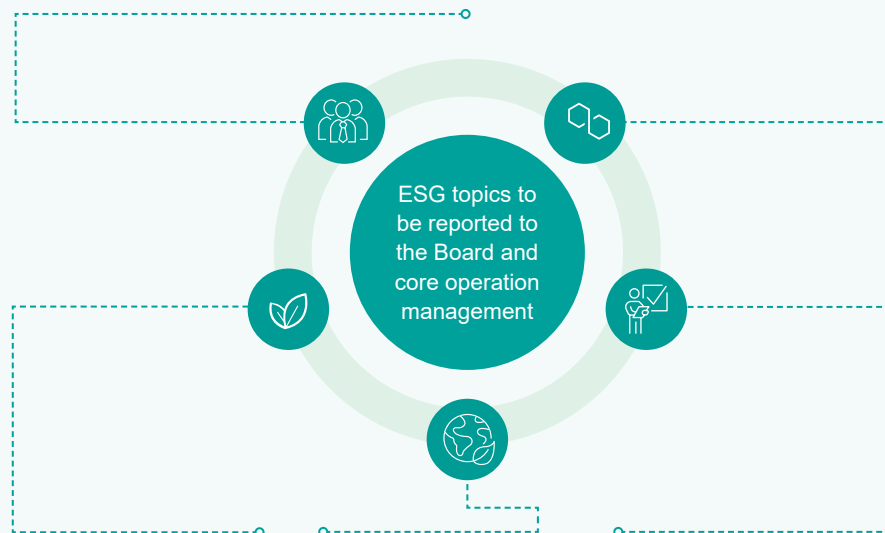 ESG topics to
be reported to
the Board and
core operation
management